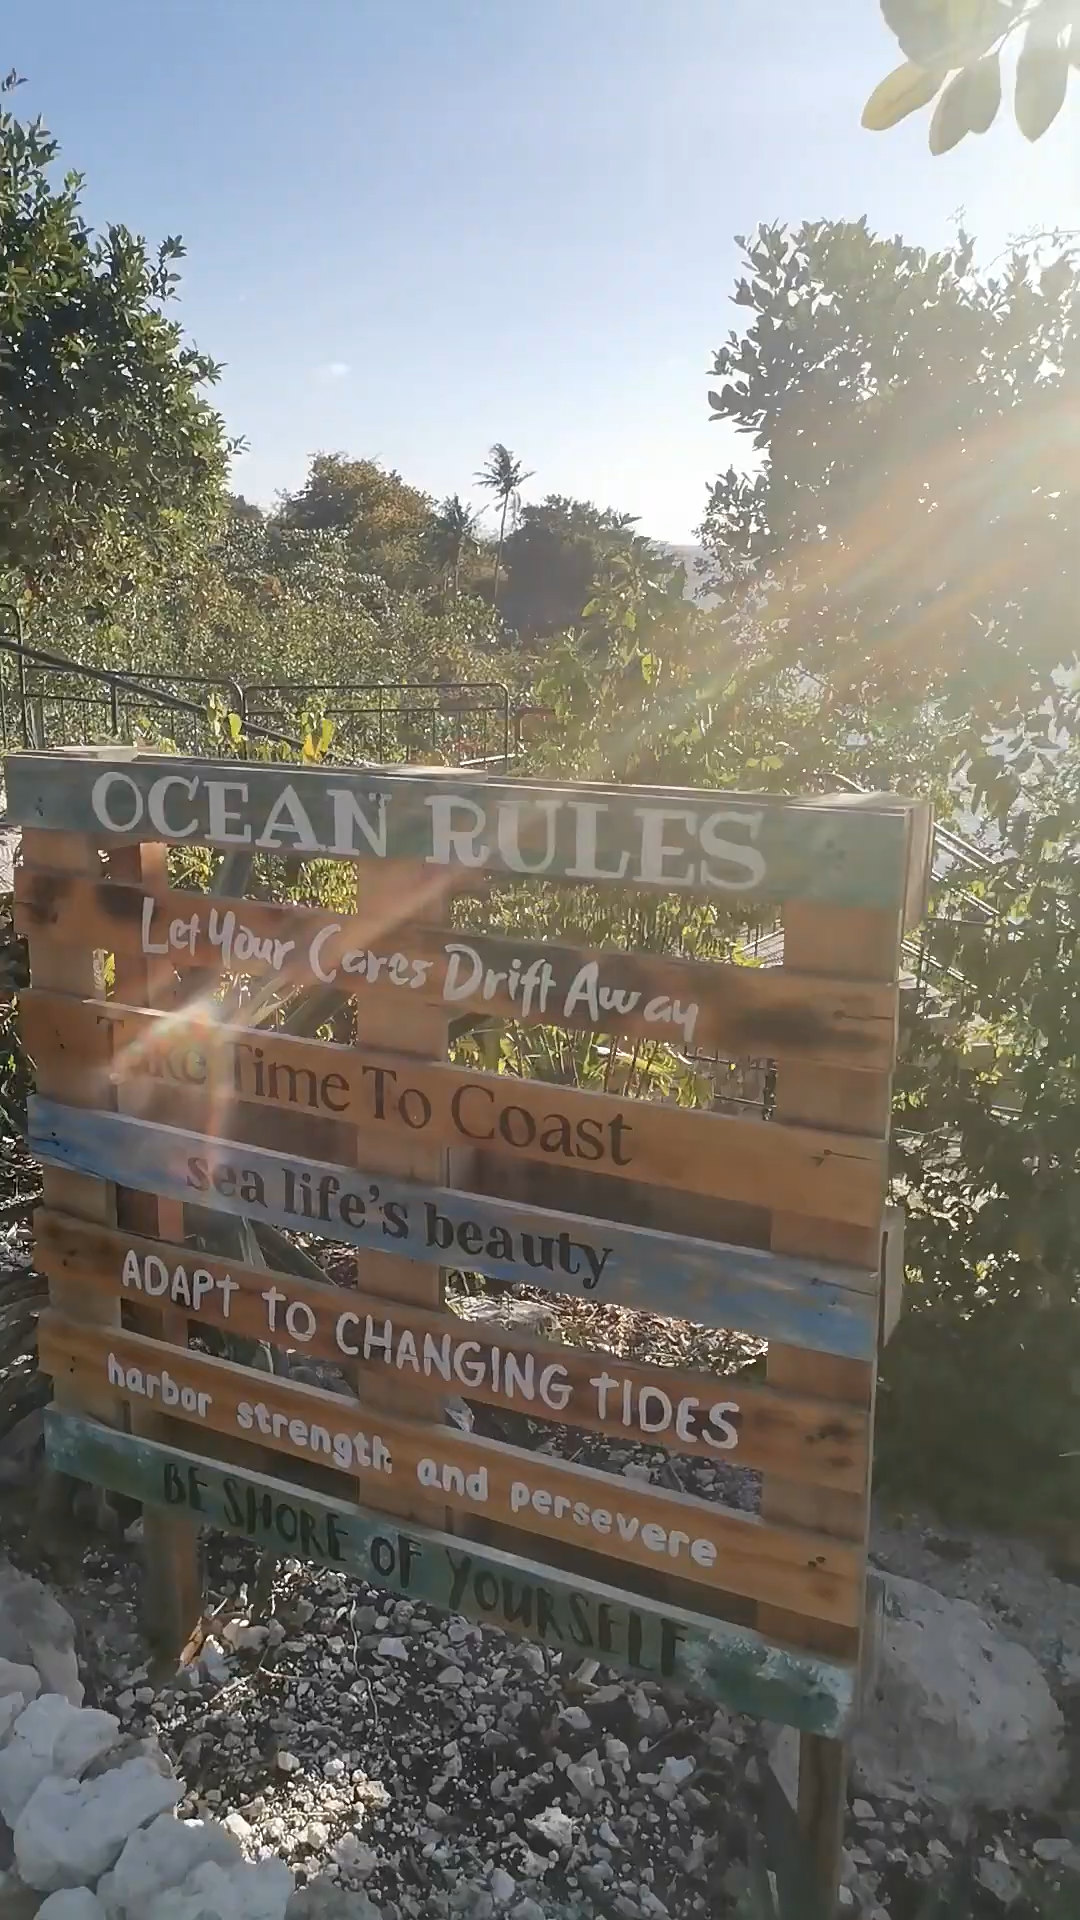 OCEAN RULES
Let Your Cares Drift Away
Take Time To Coast
sea life's beauty
ADAPT TO CHANGING TIDES
harbor strength and persevere
BE SHORE OF YOURSELF